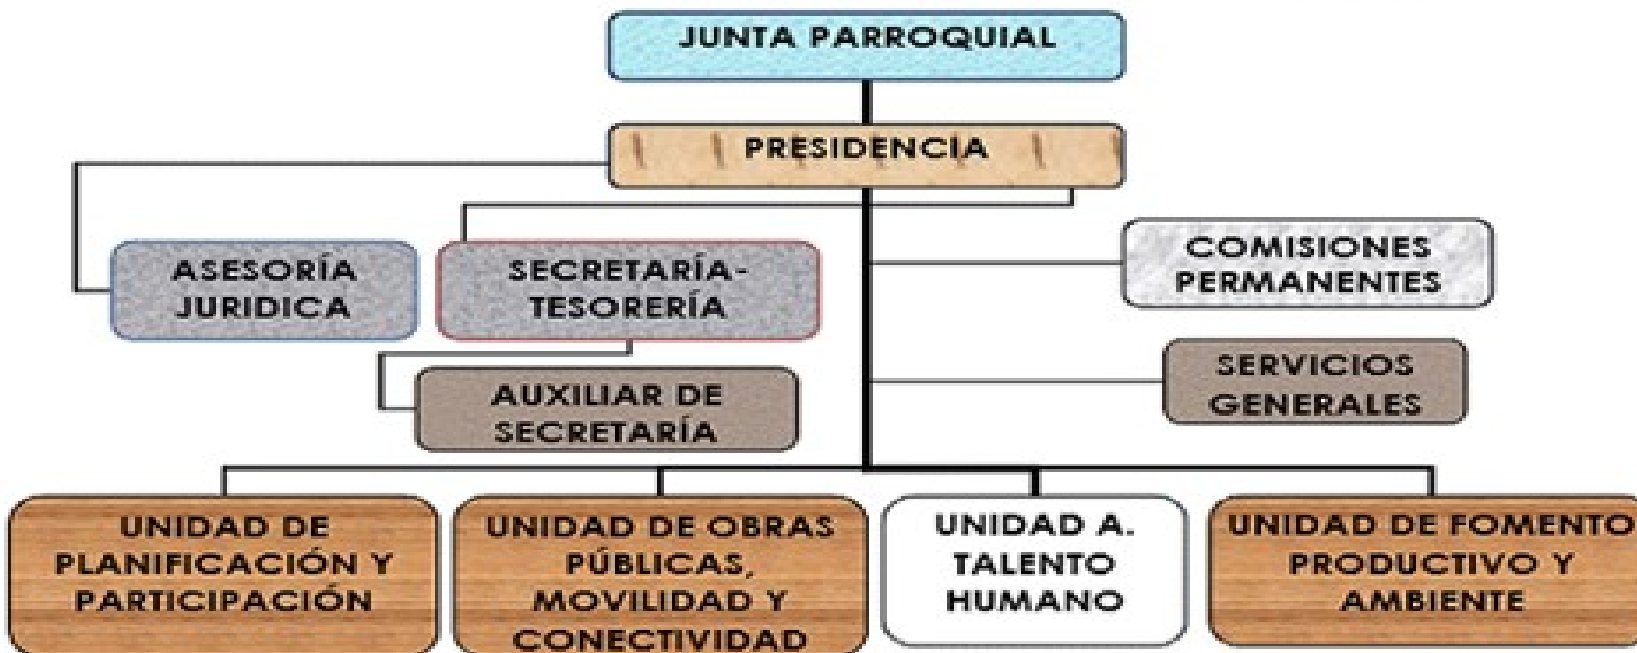 JUNTA PARROQUIAL
PRESIDENCIA
ASESORÍA
JURIDICA
SECRETARÍA-
TESORERÍA
COMISIONES
PERMANENTES
AUXILIAR DE
SECRETARÍA
SERVICIOS
GENERALES
UNIDAD DE
PLANIFICACIÓN Y
PARTICIPACIÓN
UNIDAD DE OBRAS
PÚBLICAS,
MOVILIDAD Y
CONECTIVIDAD
UNIDAD A.
TALENTO
HUMANO
UNIDAD DE FOMENTO
PRODUCTIVO Y
AMBIENTE